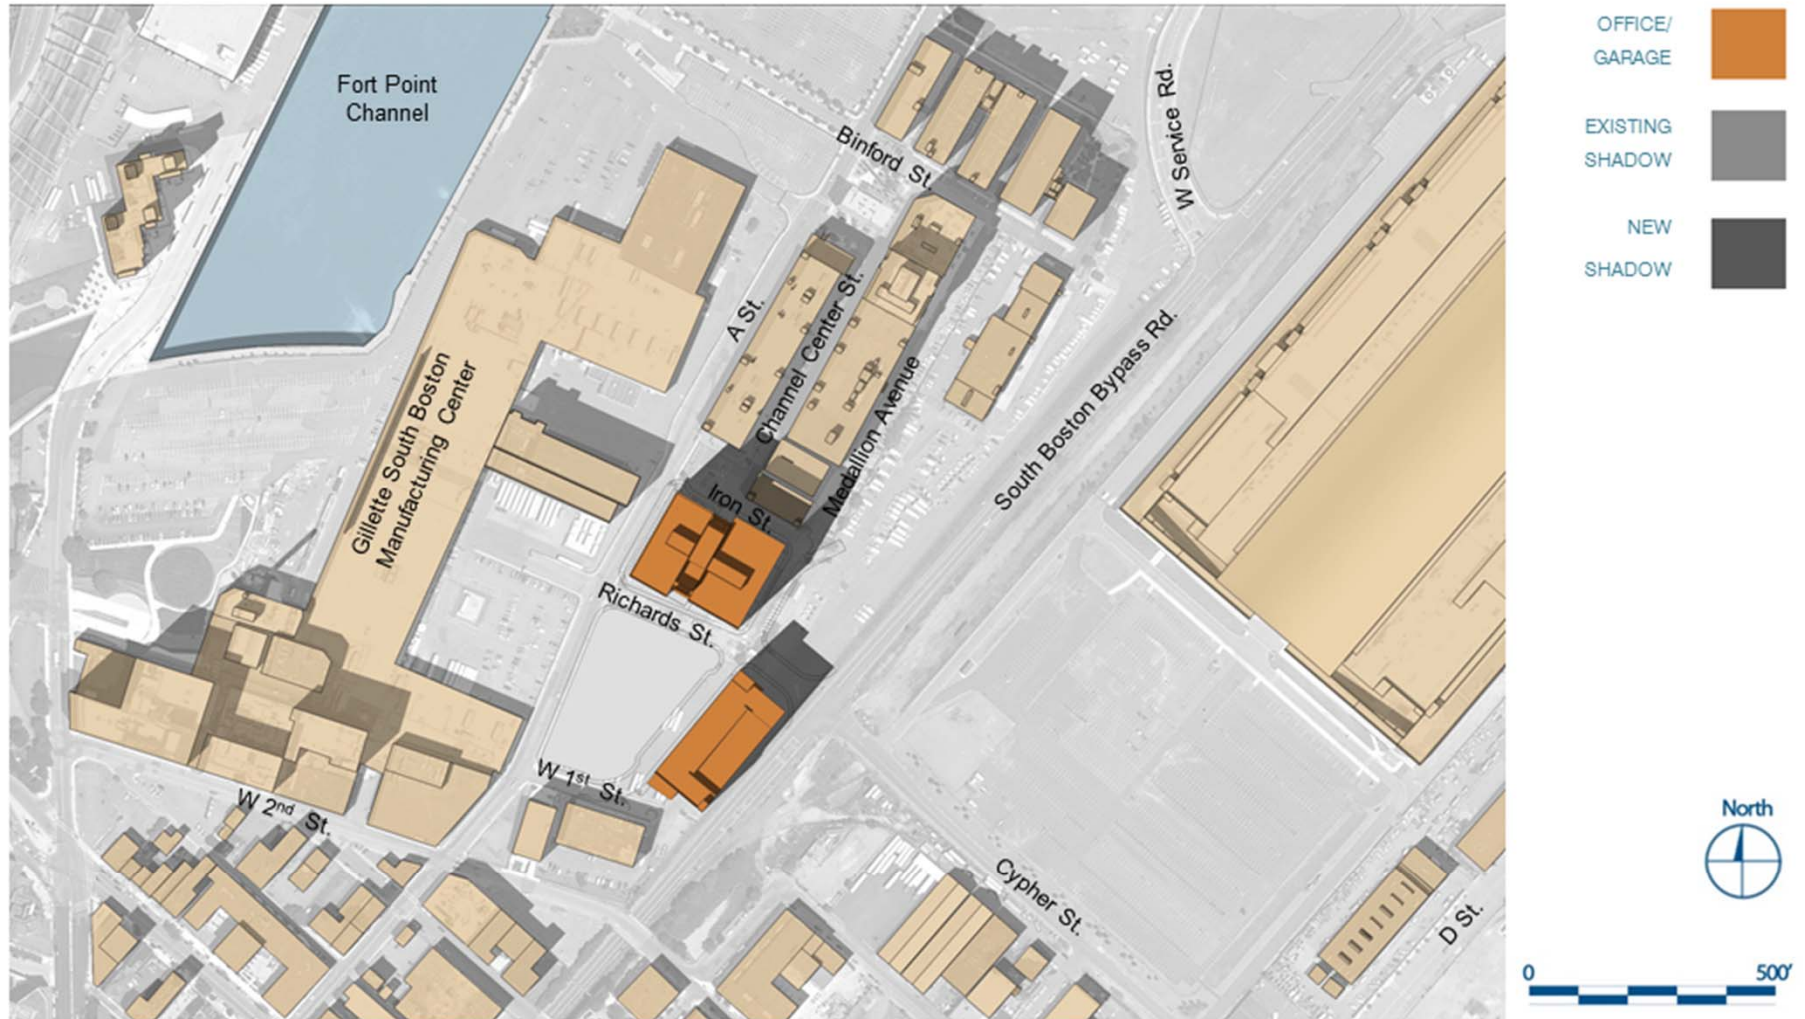 Fort Point
Channel
OFFICE/
GARAGE
EXISTING
SHADOW
NEW
SHADOW
W Service Rd.
Binford St.
A St.
Channel Center St.
Medallion Avenue
South Boston Bypass Rd.
Gillette South Boston
Manufacturing Center
Iron St.
Richards St.
W 1st St.
W 2nd St.
Cypher St.
D St.
North
0 500'